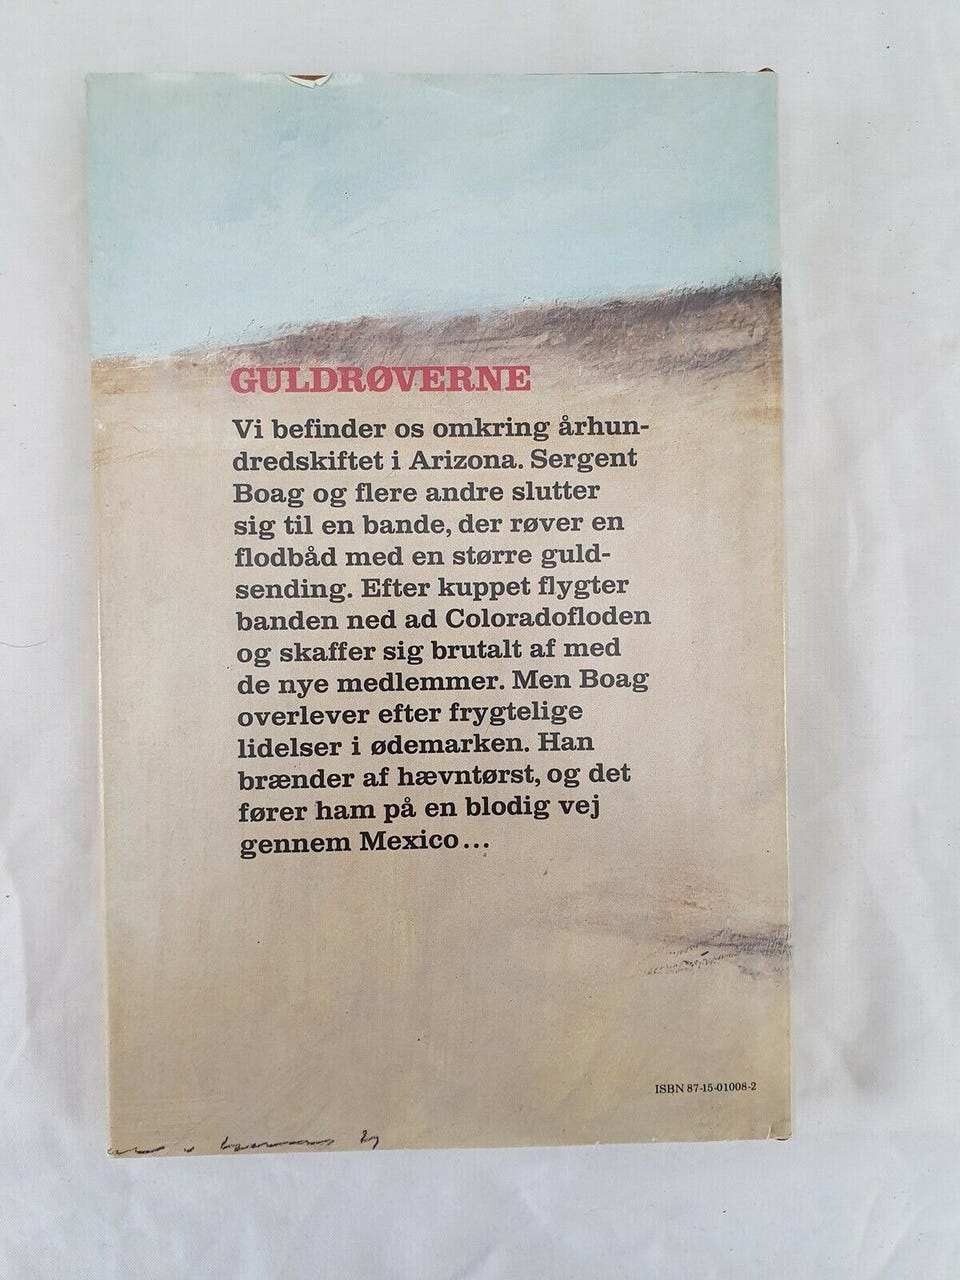 GULDRØVERNE
Vi befinder os omkring århun-
dredskiftet i Arizona. Sergent
Boag og flere andre slutter
sig til en bande, der røver en
flodbåd med en større guld-
sending. Efter kuppet flygter
banden ned ad Coloradofloden
og skaffer sig brutalt af med
de nye medlemmer. Men Boag
overlever efter frygtelige
lidelser i ødemarken. Han
brænder af hævntørst, og det
fører ham på en blodig vej
gennem Mexico...
ISBN 87-15-01008-2